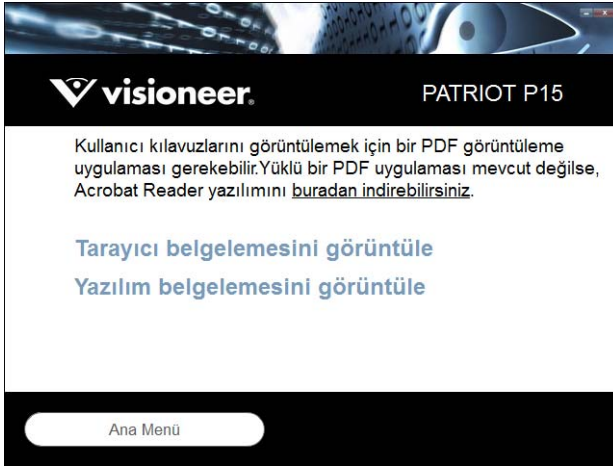 visioneer®
PATRIOT P15
Kullanıcı kılavuzlarını görüntülemek için bir PDF görüntüleme
uygulaması gerekebilir.Yüklü bir PDF uygulaması mevcut değilse,
Acrobat Reader yazılımını buradan indirebilirsiniz.
Tarayıcı belgelemesini görüntüle
Yazılım belgelemesini görüntüle
Ana Menü